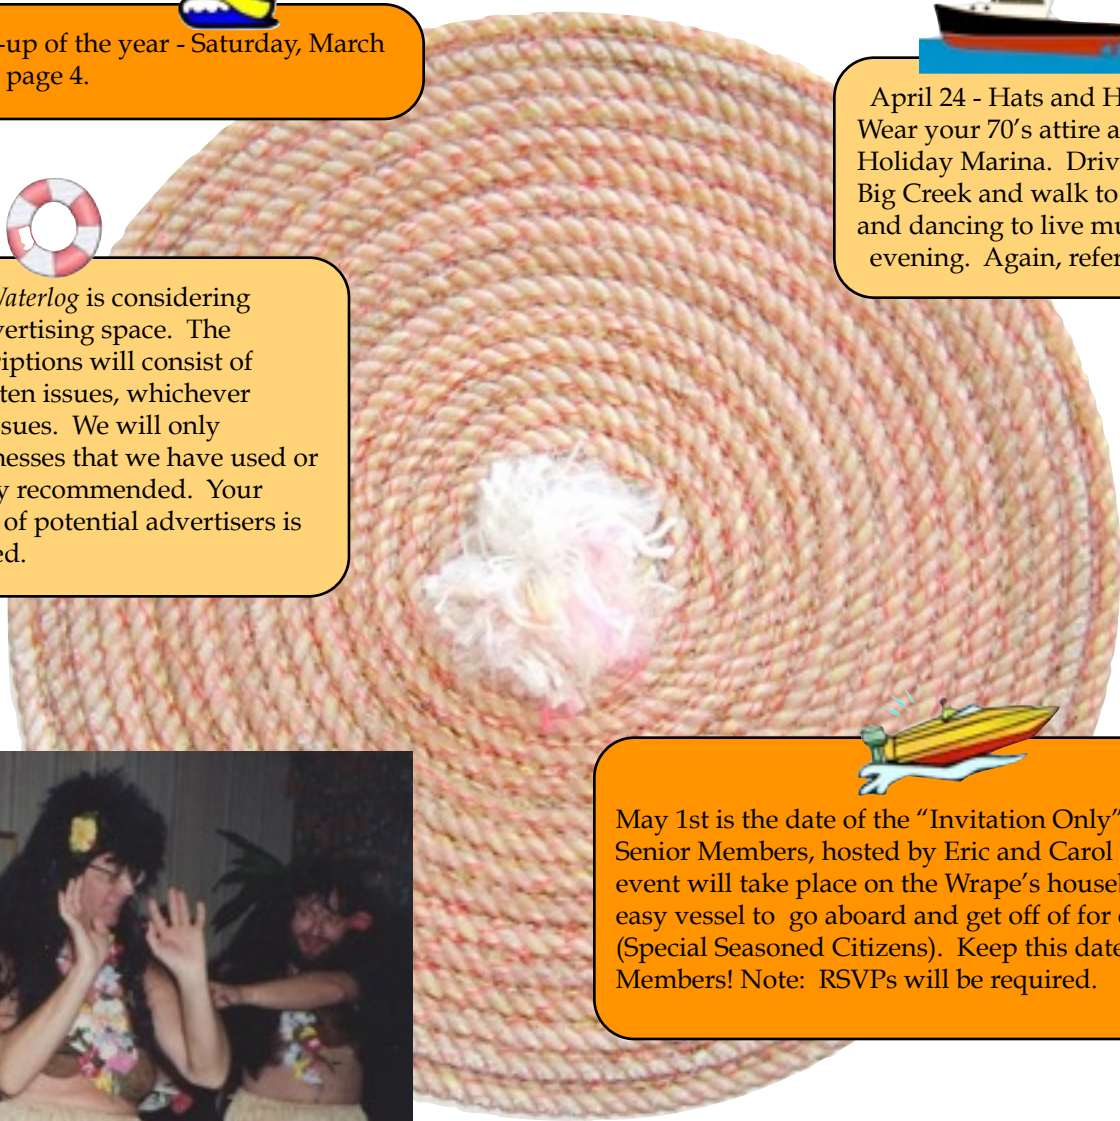 -up of the year - Saturday, March
page 4.
April 24 - Hats and
Wear your 70's attire
Holiday Marina.  Driv
Big Creek and walk to
and dancing to live mu
evening.  Again, refer
Waterlog is considering
vertising space.  The
riptions will consist of
ten issues, whichever
sues.  We will only
nesses that we have used or
y recommended.  Your
of potential advertisers is
ed.
May 1st is the date of the “Invitation Only”
Senior Members, hosted by Eric and Carol
event will take place on the Wrape's house
easy vessel to  go aboard and get off of for
(Special Seasoned Citizens).  Keep this date
Members! Note:  RSVPs will be required.